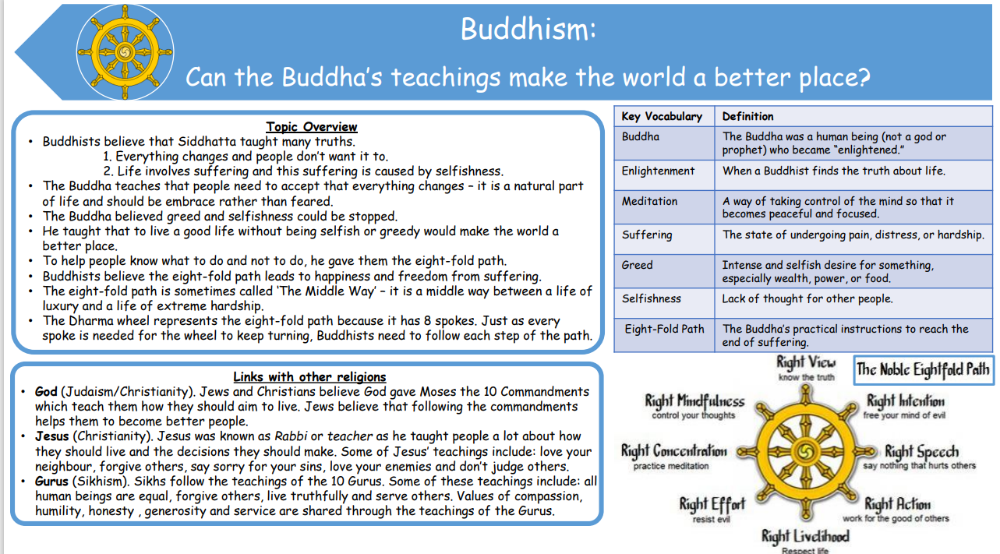 Buddhism:
Can the Buddha's teachings make the world a better place?
Topic Overview
• Buddhists believe that Siddhatta taught many truths.
1. Everything changes and people don't want it to.
2. Life involves suffering and this suffering is caused by selfishness.
• The Buddha teaches that people need to accept that everything changes – it is a natural part
of life and should be embrace rather than feared.
• The Buddha believed greed and selfishness could be stopped.
• He taught that to live a good life without being selfish or greedy would make the world a
better place.
• To help people know what to do and not to do, he gave them the eight-fold path.
• Buddhists believe the eight-fold path leads to happiness and freedom from suffering.
• The eight-fold path is sometimes called 'The Middle Way' – it is a middle way between a life of
luxury and a life of extreme hardship.
• The Dharma wheel represents the eight-fold path because it has 8 spokes. Just as every
spoke is needed for the wheel to keep turning, Buddhists need to follow each step of the path.
Links with other religions
• God (Judaism/Christianity). Jews and Christians believe God gave Moses the 10 Commandments
which teach them how they should aim to live. Jews believe that following the commandments
helps them to become better people.
• Jesus (Christianity). Jesus was known as Rabbi or teacher as he taught people a lot about how
they should live and the decisions they should make. Some of Jesus' teachings include: love your
neighbour, forgive others, say sorry for your sins, love your enemies and don't judge others.
• Gurus (Sikhism). Sikhs follow the teachings of the 10 Gurus. Some of these teachings include: all
human beings are equal, forgive others, live truthfully and serve others. Values of compassion,
humility, honesty , generosity and service are shared through the teachings of the Gurus.
Key Vocabulary Definition
Buddha The Buddha was a human being (not a god or
prophet) who became "enlightened."
Enlightenment When a Buddhist finds the truth about life.
Meditation A way of taking control of the mind so that it
becomes peaceful and focused.
Suffering The state of undergoing pain, distress, or hardship.
Greed Intense and selfish desire for something,
especially wealth, power, or food.
Selfishness Lack of thought for other people.
Eight-Fold Path The Buddha's practical instructions to reach the
end of suffering.
The Noble Eightfold Path
Right View
know the truth
Right Intention
free your mind of evil
Right Speech
say nothing that hurts others
Right Action
work for the good of others
Right Livelihood
Respect life
Right Effort
resist evil
Right Concentration
practice meditation
Right Mindfulness
control your thoughts